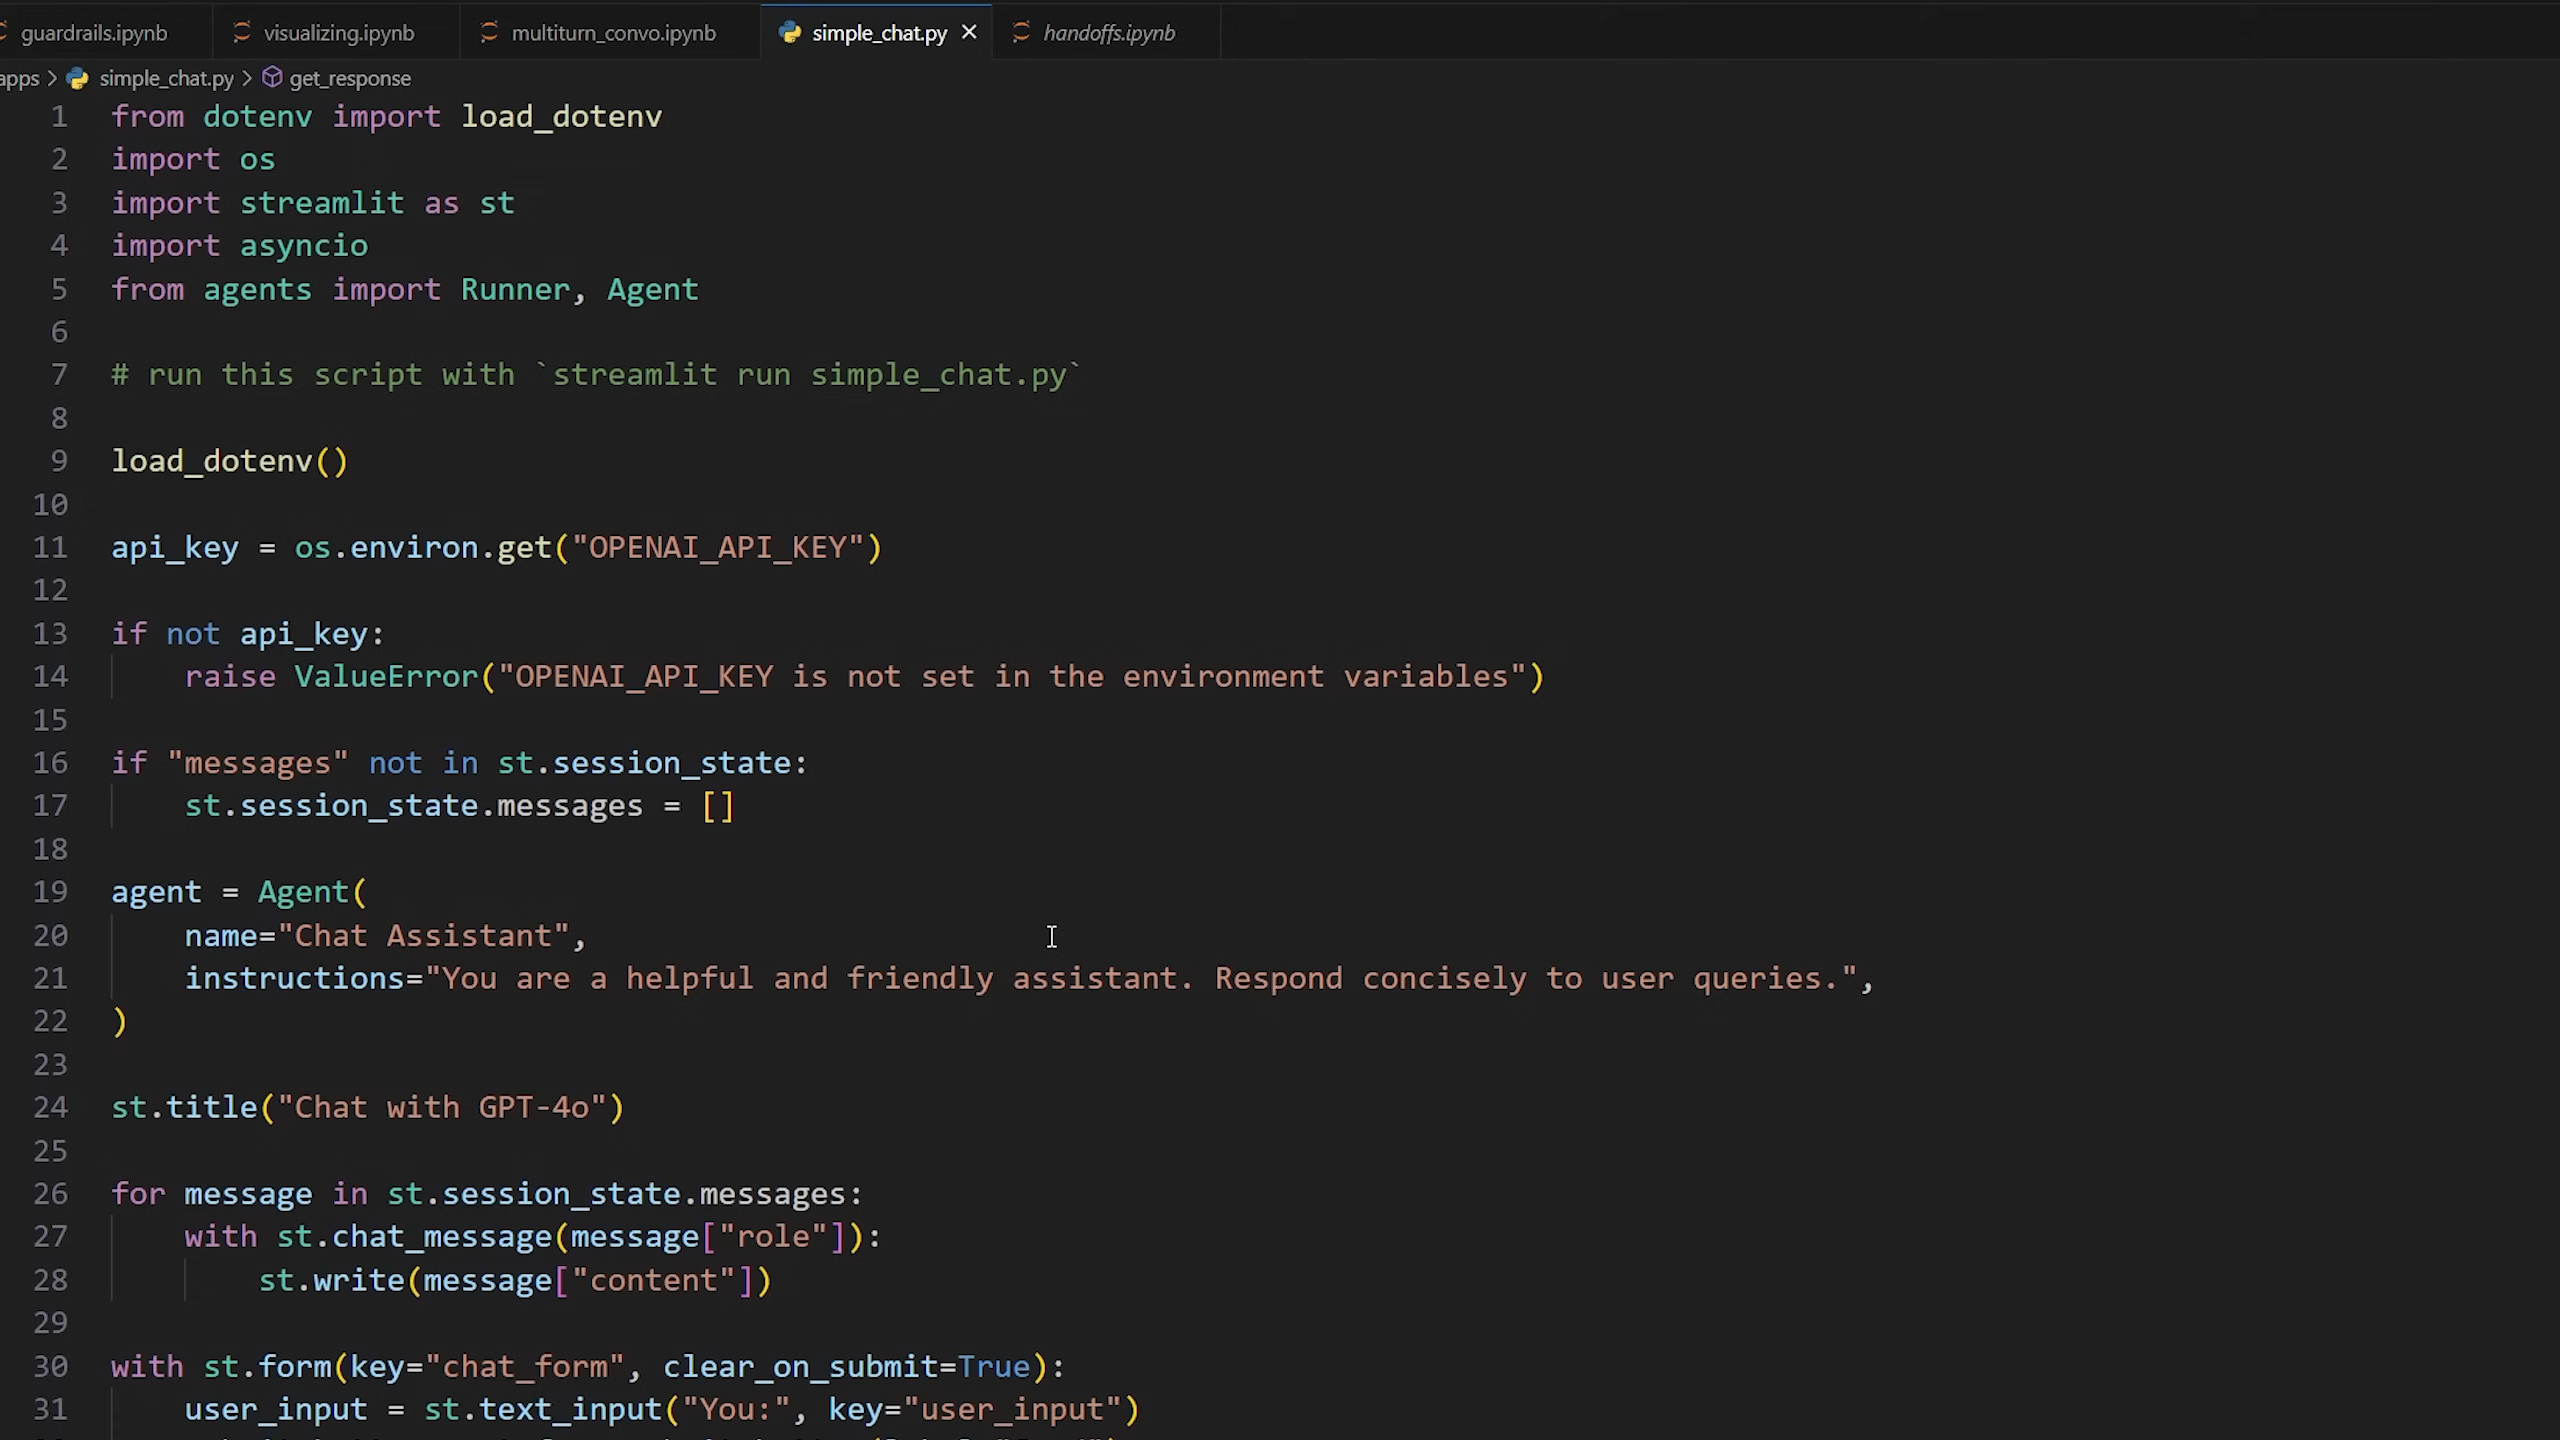 guardrails.ipynb visualizing.ipynb multiturn_convo.ipynb simple_chat.py handoffs.ipynb
apps > simple_chat.py > get_response
1 from dotenv import load_dotenv
2 import os
3 import streamlit as st
4 import asyncio
5 from agents import Runner, Agent
6
7 # run this script with `streamlit run simple_chat.py`
8
9 load_dotenv()
10
11 api_key = os.environ.get("OPENAI_API_KEY")
12
13 if not api_key:
14     raise ValueError("OPENAI_API_KEY is not set in the environment variables")
15
16 if "messages" not in st.session_state:
17     st.session_state.messages = []
18
19 agent = Agent(
20     name="Chat Assistant",
21     instructions="You are a helpful and friendly assistant. Respond concisely to user queries.",
22 )
23
24 st.title("Chat with GPT-4o")
25
26 for message in st.session_state.messages:
27     with st.chat_message(message["role"]):
28         st.write(message["content"])
29
30 with st.form(key="chat_form", clear_on_submit=True):
31     user_input = st.text_input("You:", key="user_input")